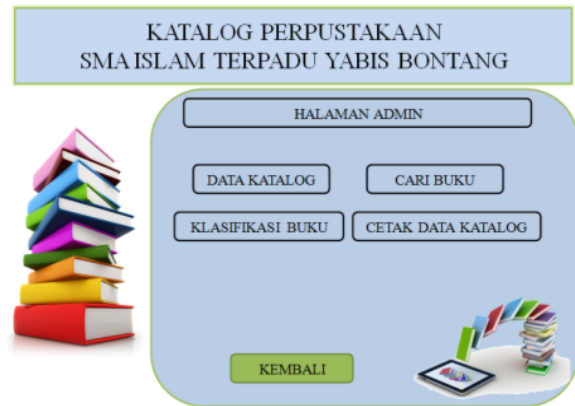 KATALOG PERPUSTAKAAN
SMA ISLAM TERPADU YABIS BONTANG
HALAMAN ADMIN
DATA KATALOG
CARI BUKU
KLASIFIKASI BUKU
CETAK DATA KATALOG
KEMBALI